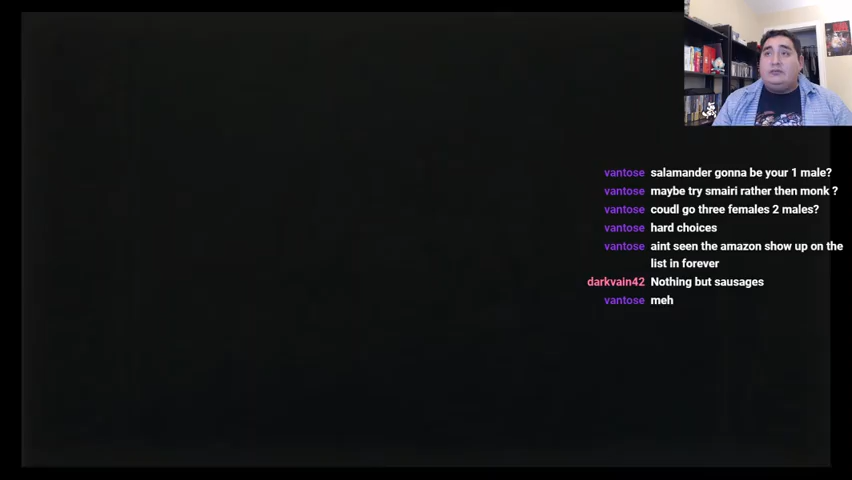 vantose salamander gonna be your 1 male?
vantose maybe try smairi rather then monk ?
vantose coudl go three females 2 males?
vantose hard choices
vantose aint seen the amazon show up on the
list in forever
darkvain42 Nothing but sausages
vantose meh